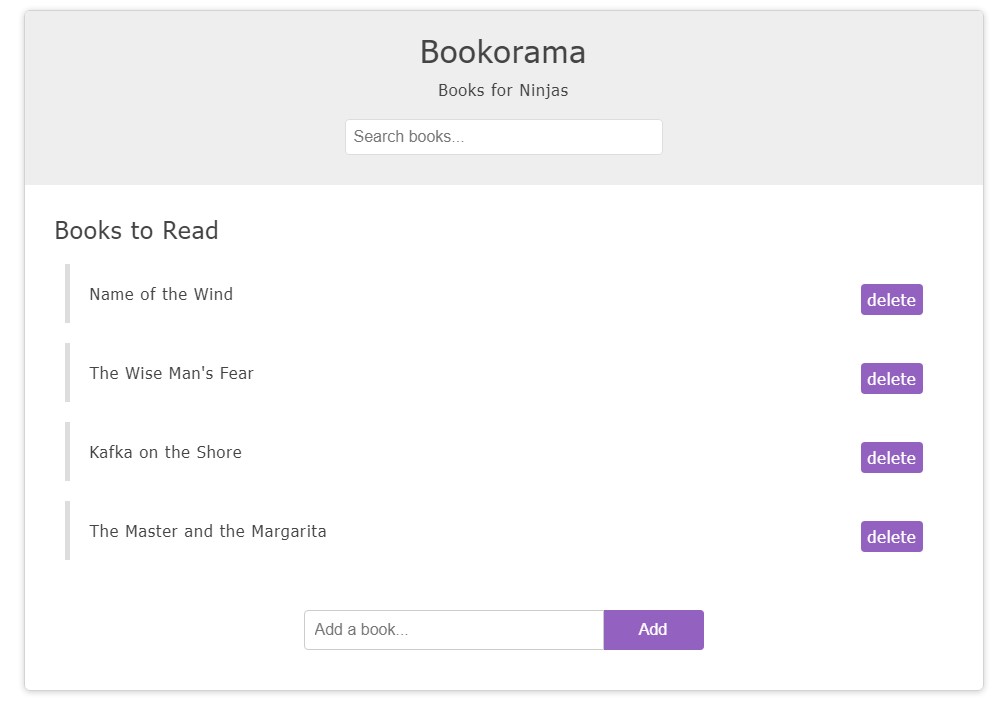 Bookorama
Books for Ninjas
Search books...
Books to Read
Name of the Wind
delete
The Wise Man's Fear
delete
Kafka on the Shore
delete
The Master and the Margarita
delete
Add a book...
Add